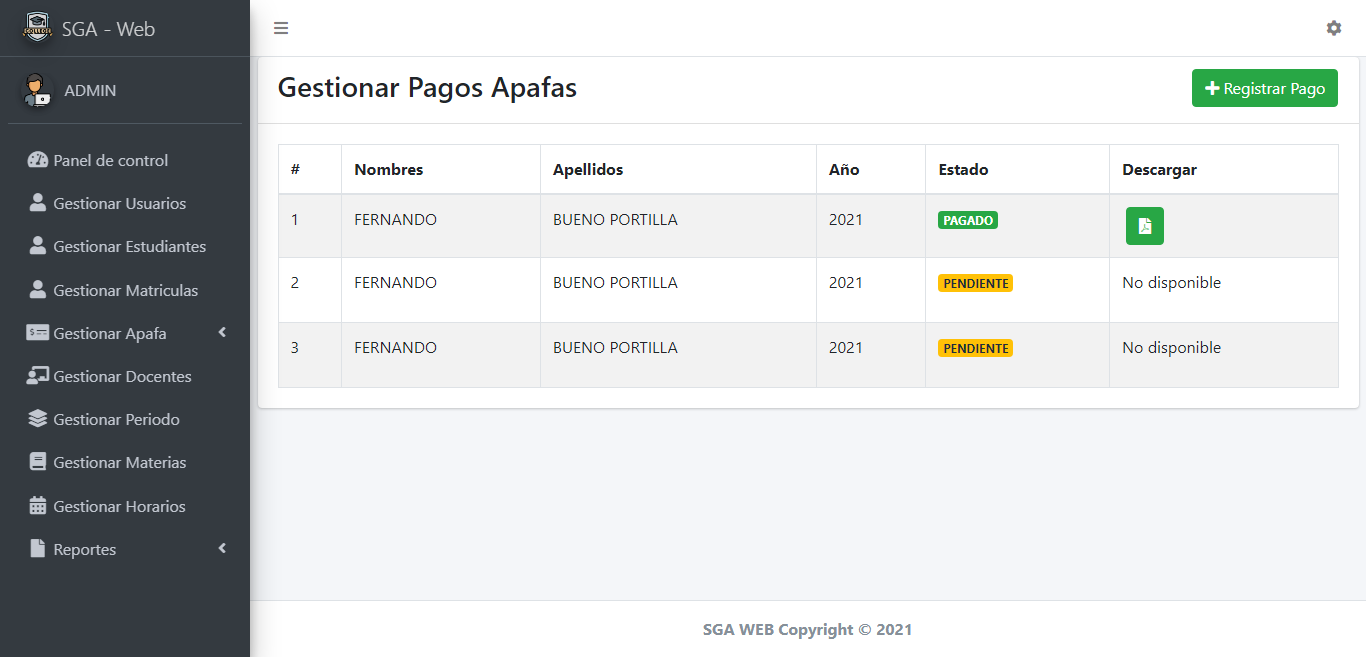 SGA - Web
ADMIN
Panel de control
Gestionar Usuarios
Gestionar Estudiantes
Gestionar Matriculas
Gestionar Apafa
Gestionar Docentes
Gestionar Periodo
Gestionar Materias
Gestionar Horarios
Reportes
Gestionar Pagos Apafas
Registrar Pago
# Nombres Apellidos Año Estado Descargar
1 FERNANDO BUENO PORTILLA 2021 PAGADO
2 FERNANDO BUENO PORTILLA 2021 PENDIENTE No disponible
3 FERNANDO BUENO PORTILLA 2021 PENDIENTE No disponible
SGA WEB Copyright © 2021